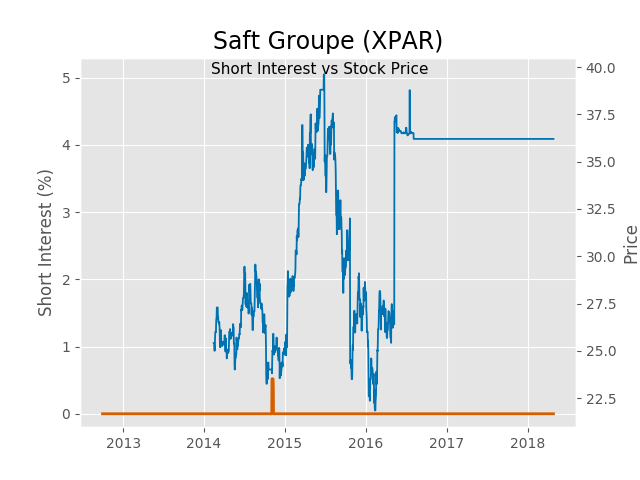 Saft Groupe (XPAR)
Short Interest vs Stock Price
Short Interest (%)
5
4
3
2
1
0
40.0
37.5
35.0
32.5
30.0
27.5
25.0
22.5
Price
2013 2014 2015 2016 2017 2018